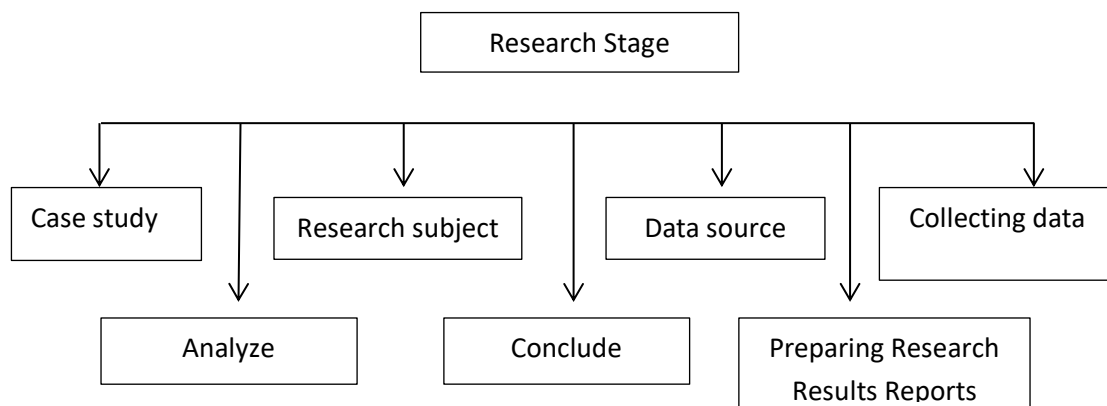 Research Stage
Case study
Research subject
Data source
Collecting data
Analyze
Conclude
Preparing Research
Results Reports